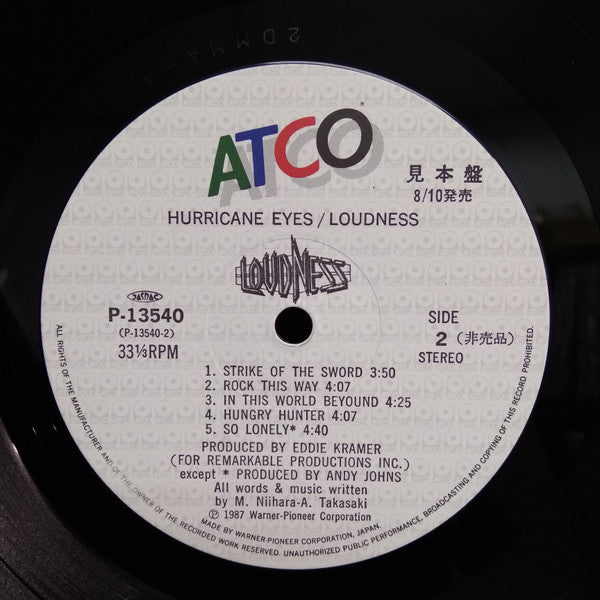 2DMMA-A-
ATCO
見本盤
8/10発売
HURRICANE EYES / LOUDNESS
LOUDNESS
JASRAC
P-13540
(P-13540-2)
33⅓RPM
SIDE
2 (非売品)
STEREO
1. STRIKE OF THE SWORD 3:50
2. ROCK THIS WAY 4:07
3. IN THIS WORLD BEYOUND 4:25
4. HUNGRY HUNTER 4:07
5. SO LONELY* 4:40
PRODUCED BY EDDIE KRAMER
(FOR REMARKABLE PRODUCTIONS INC.)
except * PRODUCED BY ANDY JOHNS
All words & music written
by M. Niihara-A. Takasaki
Ⓟ 1987 Warner-Pioneer Corporation
MADE BY WARNER-PIONEER CORPORATION, JAPAN.
ALL RIGHTS OF THE MANUFACTURER AND OF THE OWNER OF THE RECORDED WORK RESERVED. UNAUTHORIZED PUBLIC PERFORMANCE, BROADCASTING AND COPYING OF THIS RECORD PROHIBITED.